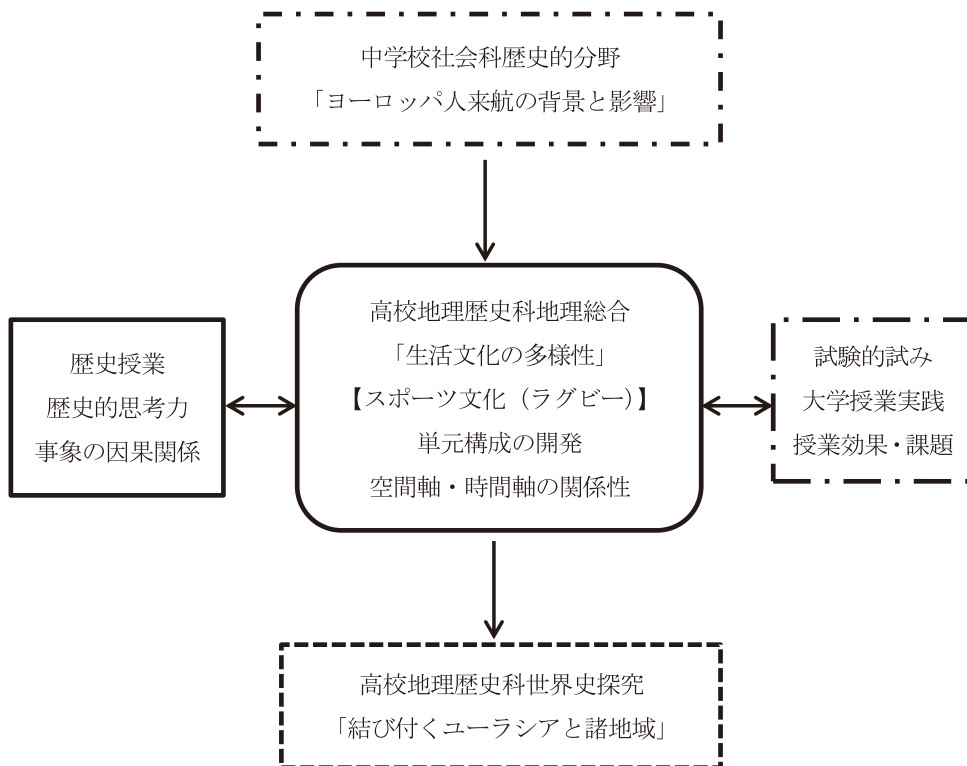 中学校社会科歴史的分野
「ヨーロッパ人来航の背景と影響」
歴史授業
歴史的思考力
事象の因果関係
高校地理歴史科地理総合
「生活文化の多様性」
【スポーツ文化（ラグビー）】
単元構成の開発
空間軸・時間軸の関係性
試験的試み
大学授業実践
授業効果・課題
高校地理歴史科世界史探究
「結び付くユーラシアと諸地域」